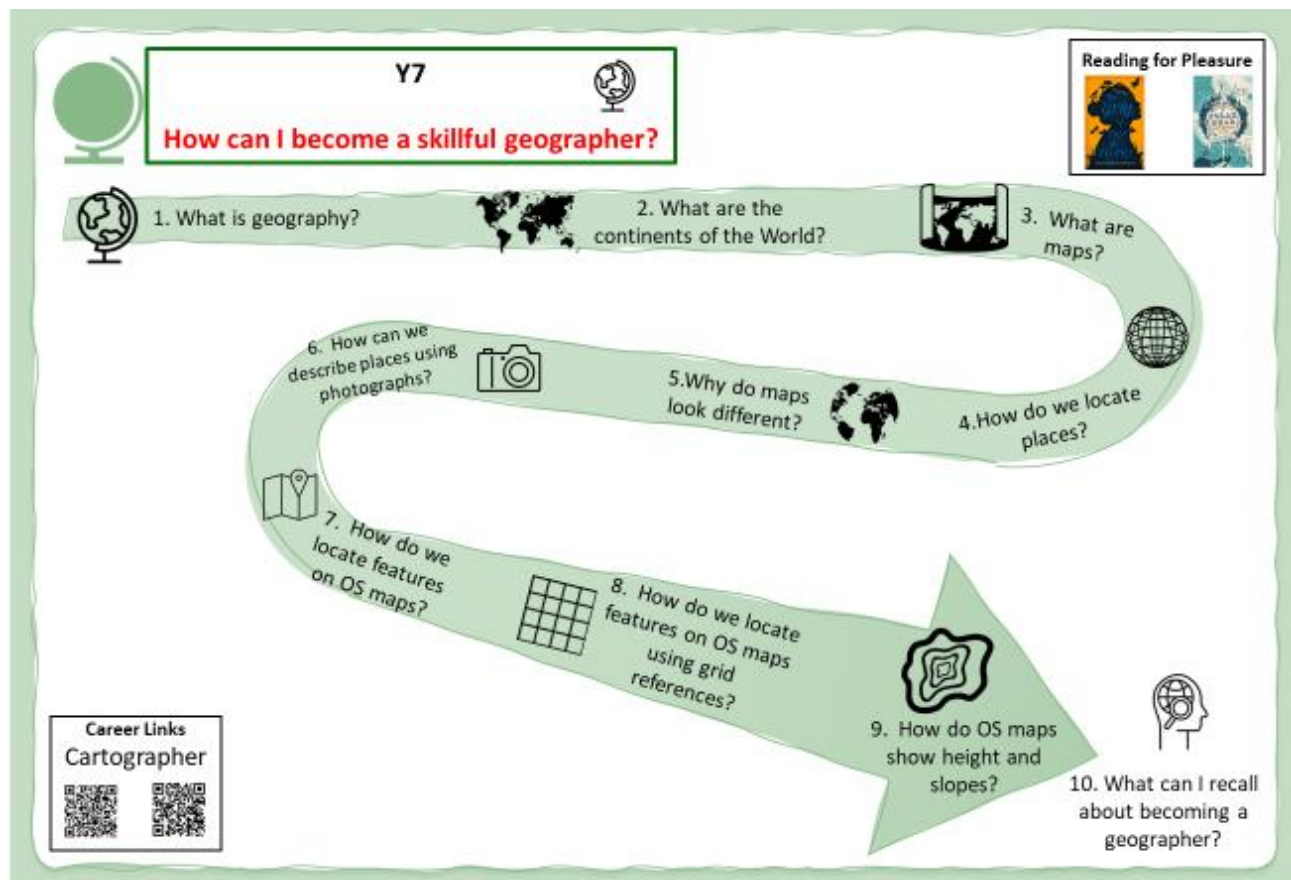 Y7
How can I become a skillful geographer?
Reading for Pleasure
1. What is geography?
2. What are the
continents of the World?
3. What are
maps?
4.How do we locate
places?
5.Why do maps
look different?
6. How can we
describe places using
photographs?
7. How do we
locate features
on OS maps?
8. How do we locate
features on OS maps
using grid
references?
9. How do OS maps
show height and
slopes?
10. What can I recall
about becoming a
geographer?
Career Links
Cartographer